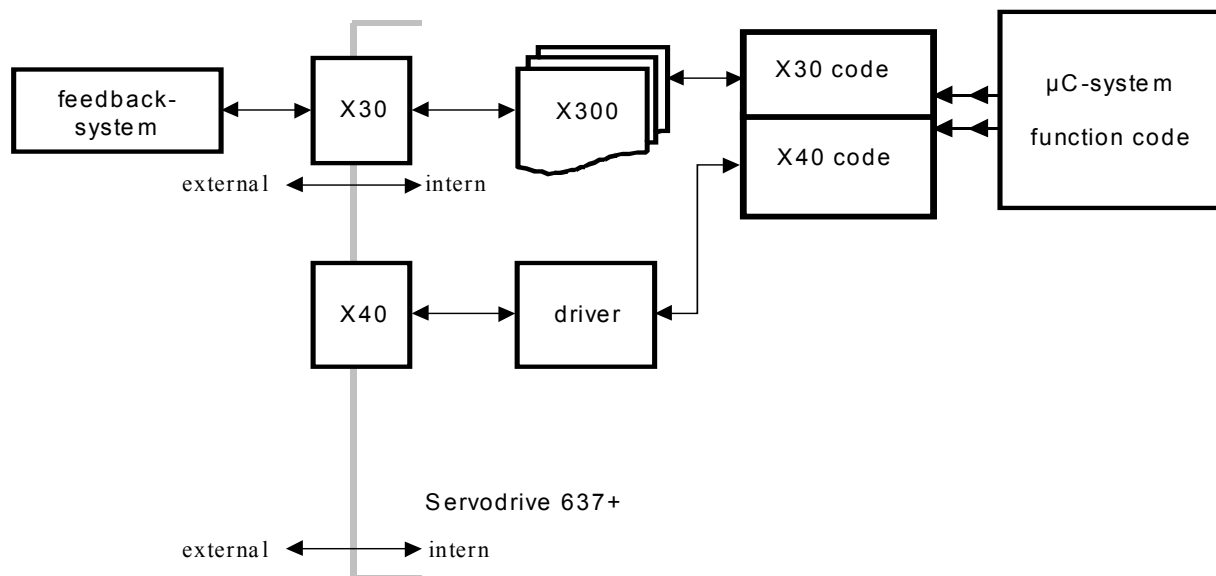 feedback-
system
X30
X300
X30 code
X40 code
µC-system
function code
external
intern
X40
driver
Servodrive 637+
external
intern